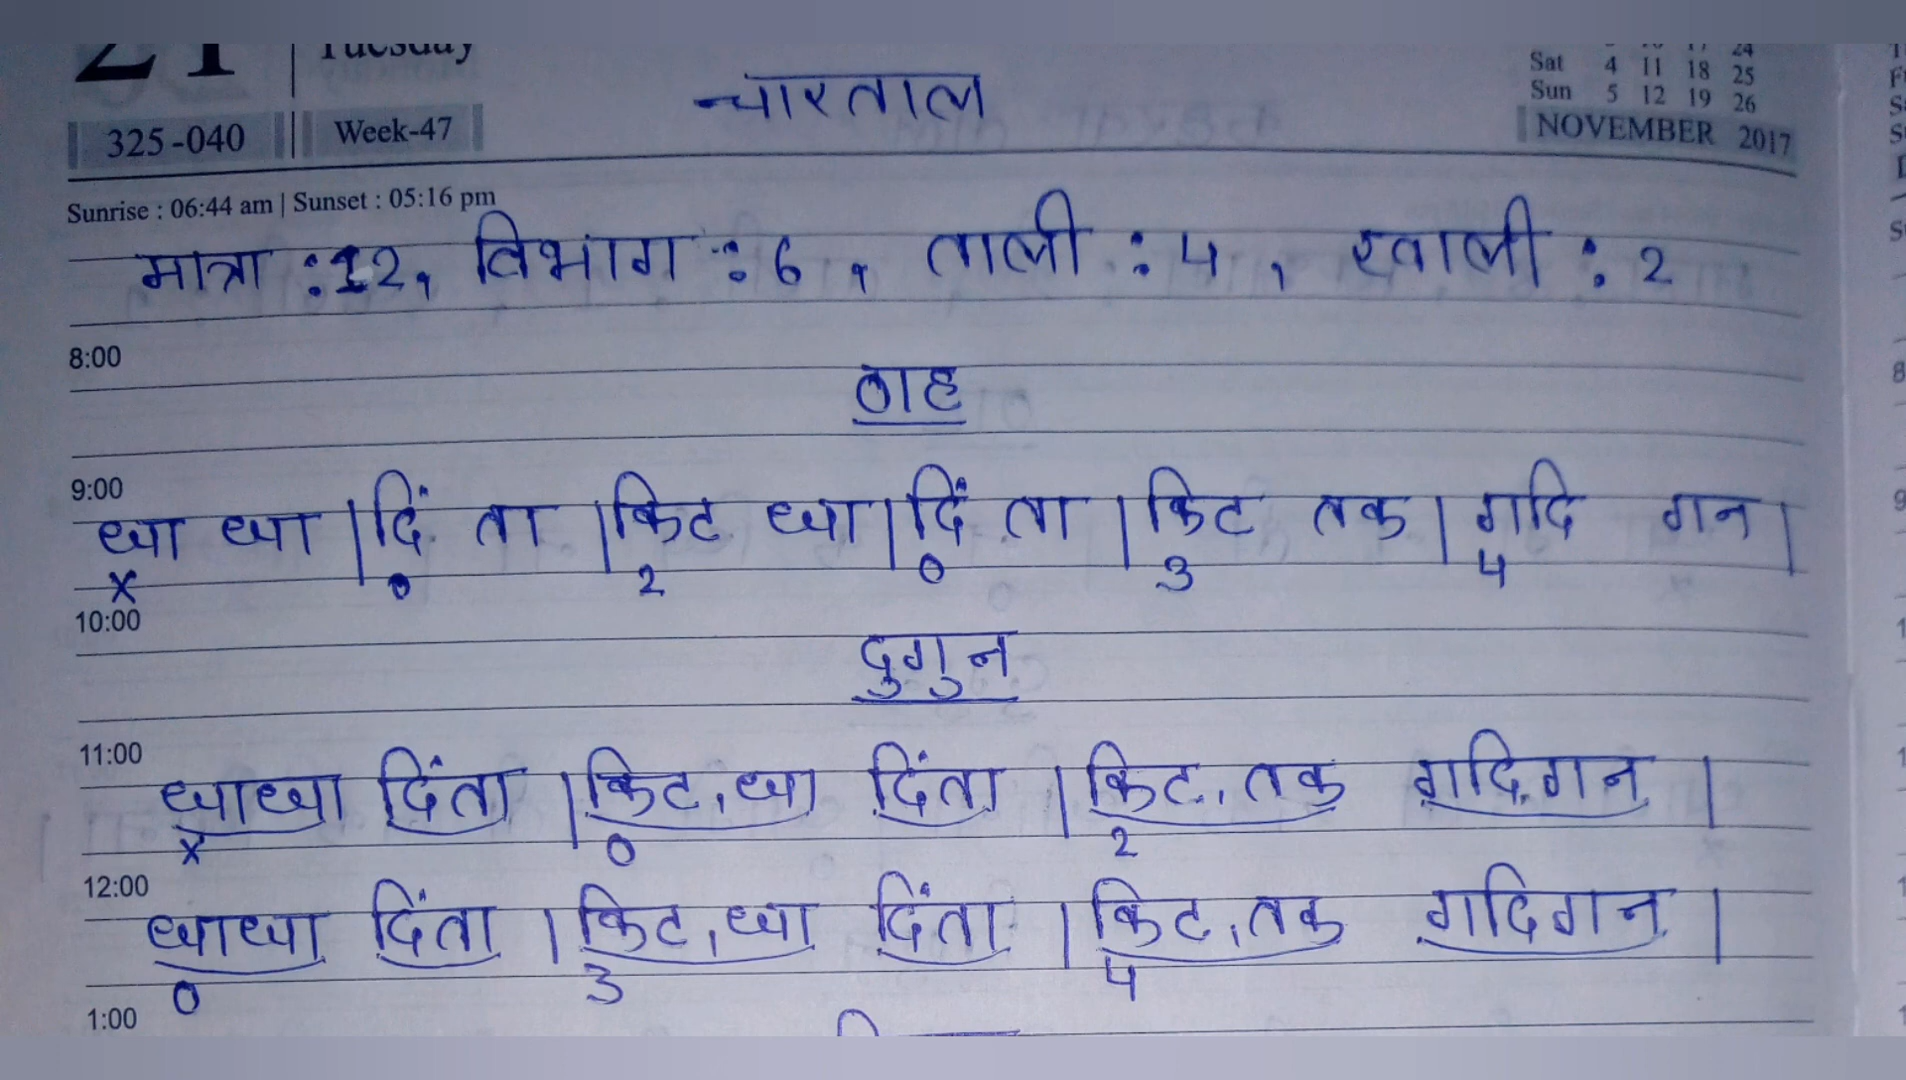 21 Tuesday
चारताल
24
Sat 4 11 18 25
Sun 5 12 19 26
325-040 Week-47
NOVEMBER 2017
Sunrise : 06:44 am | Sunset : 05:16 pm
मात्रा :12, विभाग :6, ताली :4, खाली :2
8:00
ठाह
9:00
धा धा | दिं ता | किट धा | दिं ता | किट तक | गदि गन |
x 0 2 0 3 4
10:00
दुगुन
11:00
धाधा दिंता | किट,धा दिंता | किट,तक गदिगन |
x 0 2
12:00
धाधा दिंता | किट,धा दिंता | किट,तक गदिगन |
0 3 4
1:00